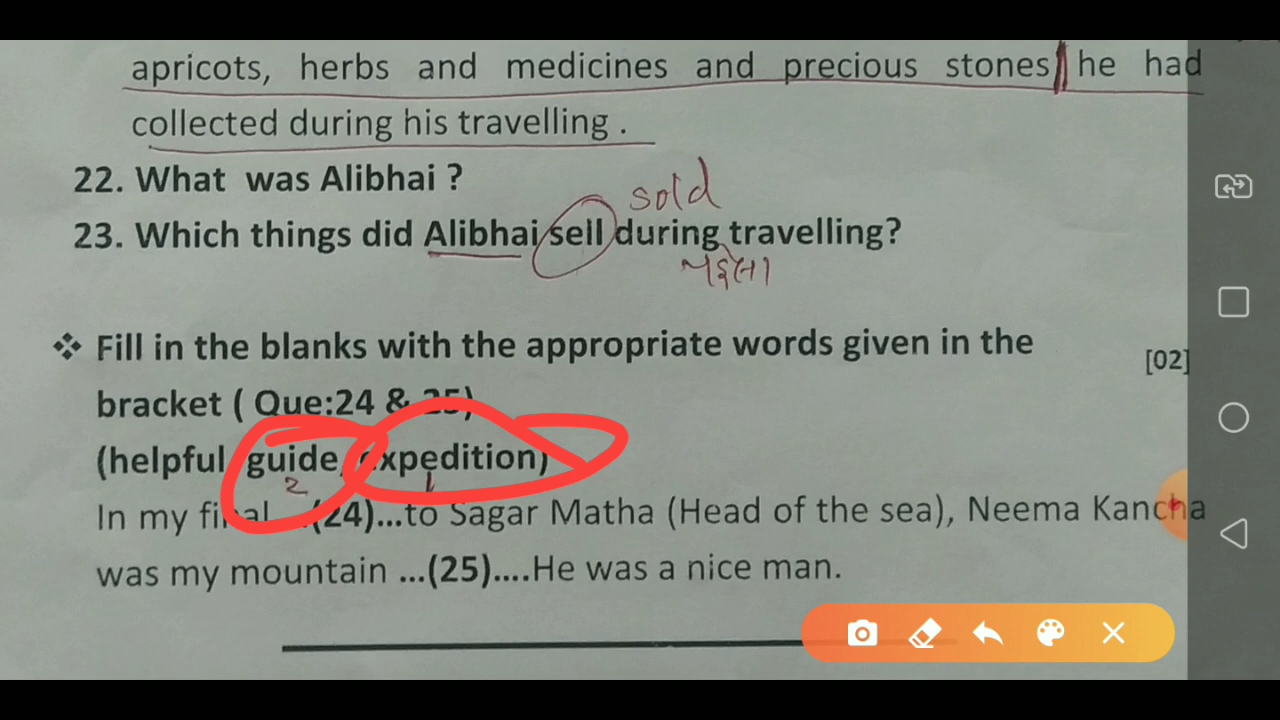 apricots, herbs and medicines and precious stones he had
collected during his travelling .
22. What was Alibhai ?
sold
23. Which things did Alibhai sell during travelling?
❖ Fill in the blanks with the appropriate words given in the
[02]
bracket ( Que:24 & 25)
(helpful guide, expedition)
2 1
In my final ...(24)...to Sagar Matha (Head of the sea), Neema Kancha
was my mountain ...(25)....He was a nice man.